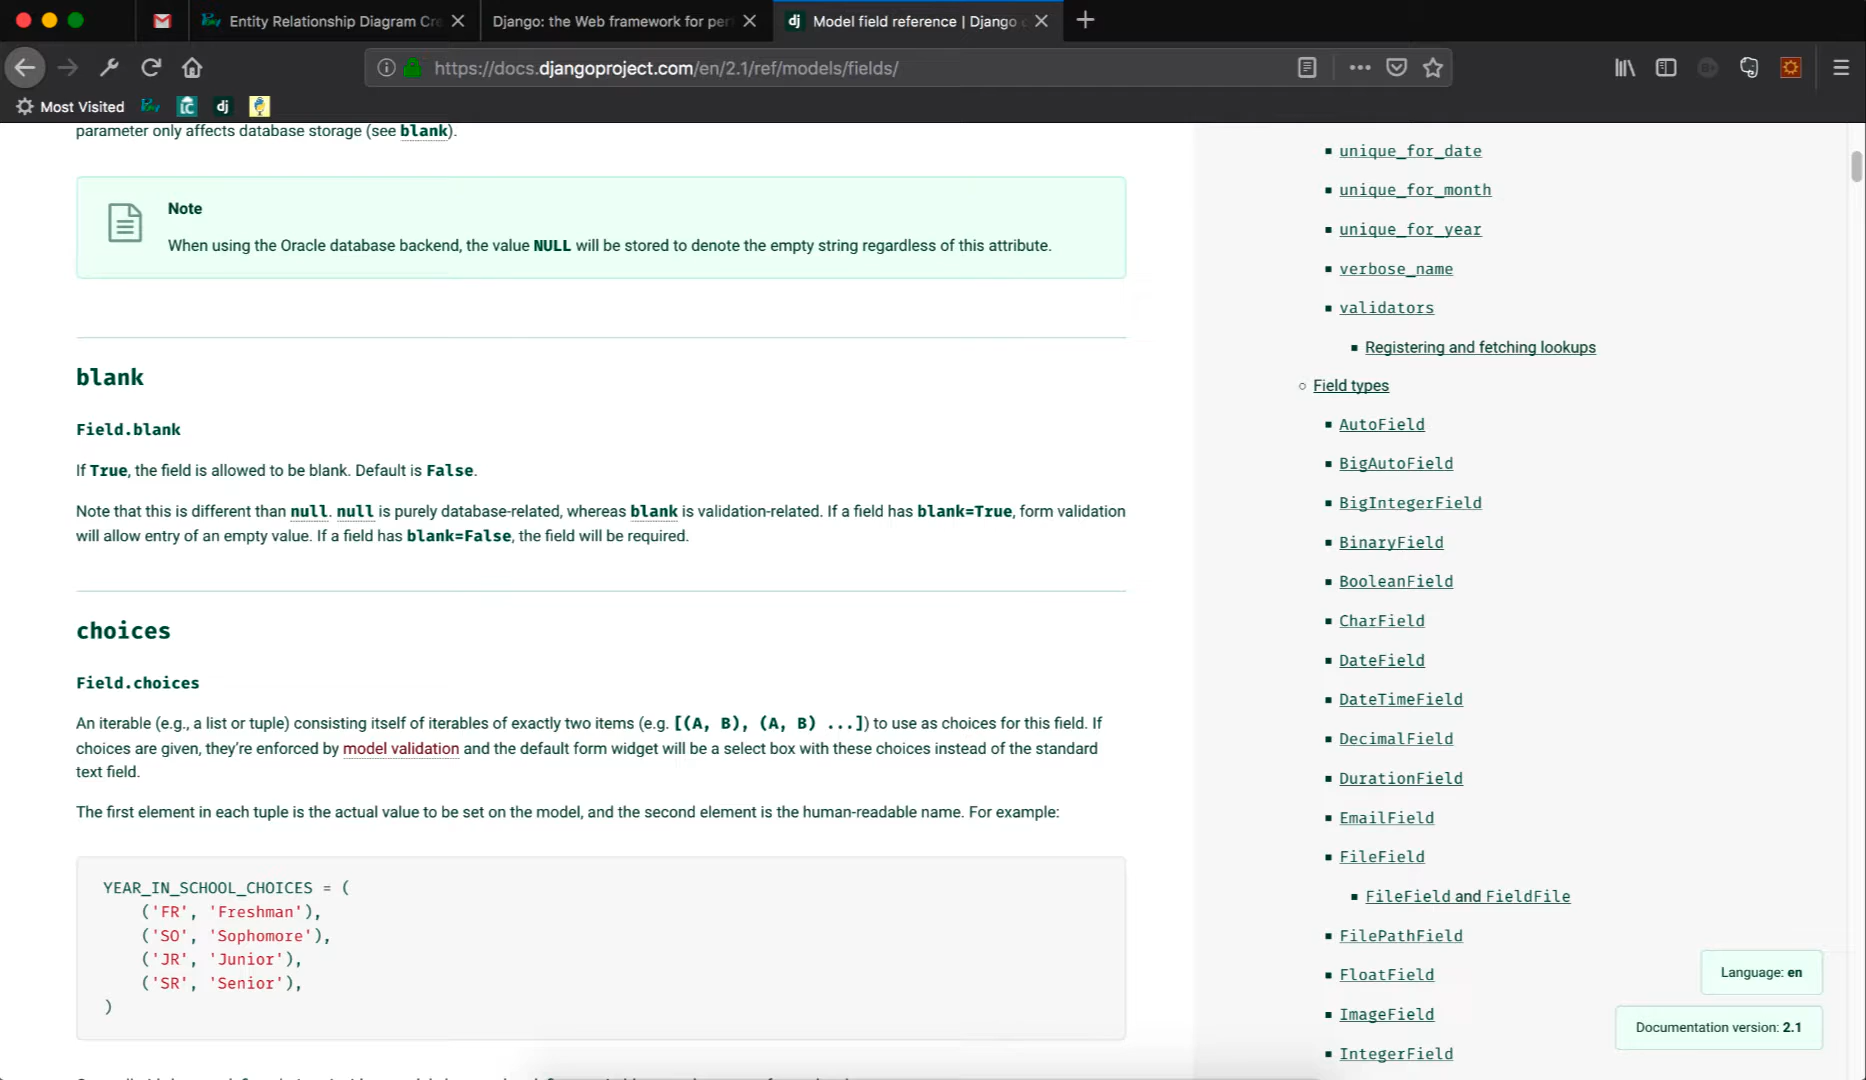 Entity Relationship Diagram Cre
Django: the Web framework for per
Model field reference | Django
https://docs.djangoproject.com/en/2.1/ref/models/fields/
Most Visited
parameter only affects database storage (see blank).
Note
When using the Oracle database backend, the value NULL will be stored to denote the empty string regardless of this attribute.
blank
Field.blank
If True, the field is allowed to be blank. Default is False.
Note that this is different than null. null is purely database-related, whereas blank is validation-related. If a field has blank=True, form validation
will allow entry of an empty value. If a field has blank=False, the field will be required.
choices
Field.choices
An iterable (e.g., a list or tuple) consisting itself of iterables of exactly two items (e.g. [(A, B), (A, B) ...]) to use as choices for this field. If
choices are given, they’re enforced by model validation and the default form widget will be a select box with these choices instead of the standard
text field.
The first element in each tuple is the actual value to be set on the model, and the second element is the human-readable name. For example:
YEAR_IN_SCHOOL_CHOICES = (
('FR', 'Freshman'),
('SO', 'Sophomore'),
('JR', 'Junior'),
('SR', 'Senior'),
)
unique_for_date
unique_for_month
unique_for_year
verbose_name
validators
Registering and fetching lookups
Field types
AutoField
BigAutoField
BigIntegerField
BinaryField
BooleanField
CharField
DateField
DateTimeField
DecimalField
DurationField
EmailField
FileField
FileField and FieldFile
FilePathField
FloatField
ImageField
IntegerField
Language: en
Documentation version: 2.1